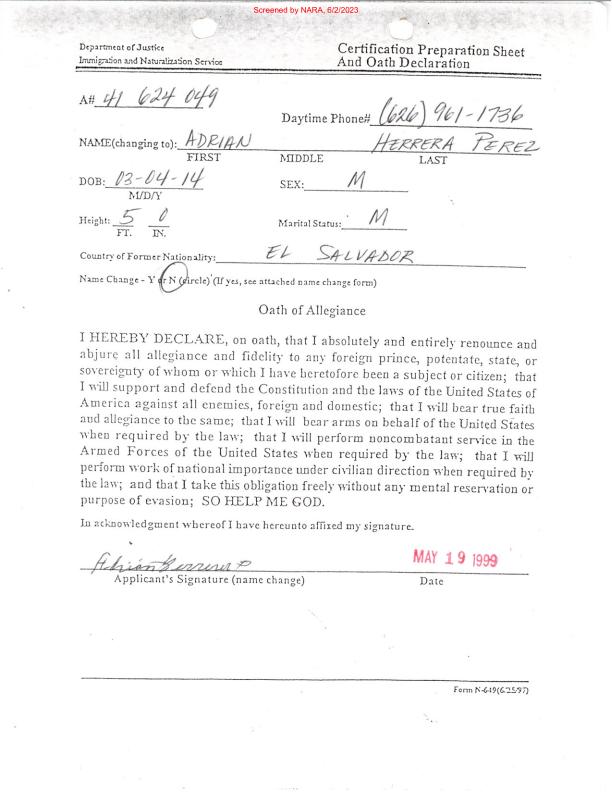 Screened by NARA, 6/2/2023
Department of Justice
Immigration and Naturalization Service
Certification Preparation Sheet
And Oath Declaration
A# 41 624 049
Daytime Phone# (626) 961-1736
NAME(changing to): ADRIAN HERRERA PEREZ
FIRST MIDDLE LAST
DOB: 03-04-14 SEX: M
M/D/Y
Height: 5 0 Marital Status: M
FT. IN.
Country of Former Nationality: EL SALVADOR
Name Change - Y or N (circle) (If yes, see attached name change form)
Oath of Allegiance
I HEREBY DECLARE, on oath, that I absolutely and entirely renounce and
abjure all allegiance and fidelity to any foreign prince, potentate, state, or
sovereignty of whom or which I have heretofore been a subject or citizen; that
I will support and defend the Constitution and the laws of the United States of
America against all enemies, foreign and domestic; that I will bear true faith
and allegiance to the same; that I will bear arms on behalf of the United States
when required by the law; that I will perform noncombatant service in the
Armed Forces of the United States when required by the law; that I will
perform work of national importance under civilian direction when required by
the law; and that I take this obligation freely without any mental reservation or
purpose of evasion; SO HELP ME GOD.
In acknowledgment whereof I have hereunto affixed my signature.
Adrian Herrera P MAY 19 1999
Applicant's Signature (name change) Date
Form N-649(6/25/97)